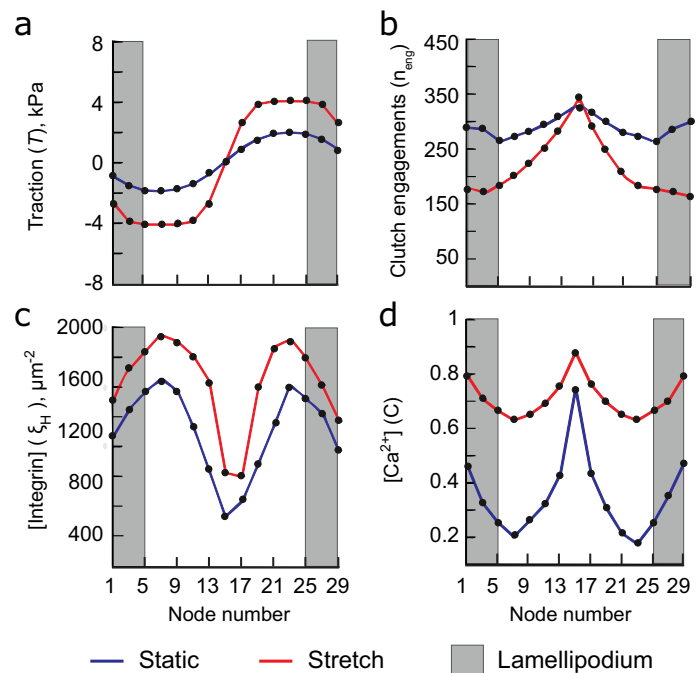 a
8
4
0
-4
-8
Traction (T), kPa
b
450
350
250
150
50
Clutch engagements (n_eng)
c
2000
1600
1200
800
400
[Integrin] ( ξ_H ), μm⁻²
1 5 9 13 17 21 25 29
Node number
d
1
0.8
0.6
0.4
0.2
[Ca²⁺] (C)
1 5 9 13 17 21 25 29
Node number
Static Stretch Lamellipodium